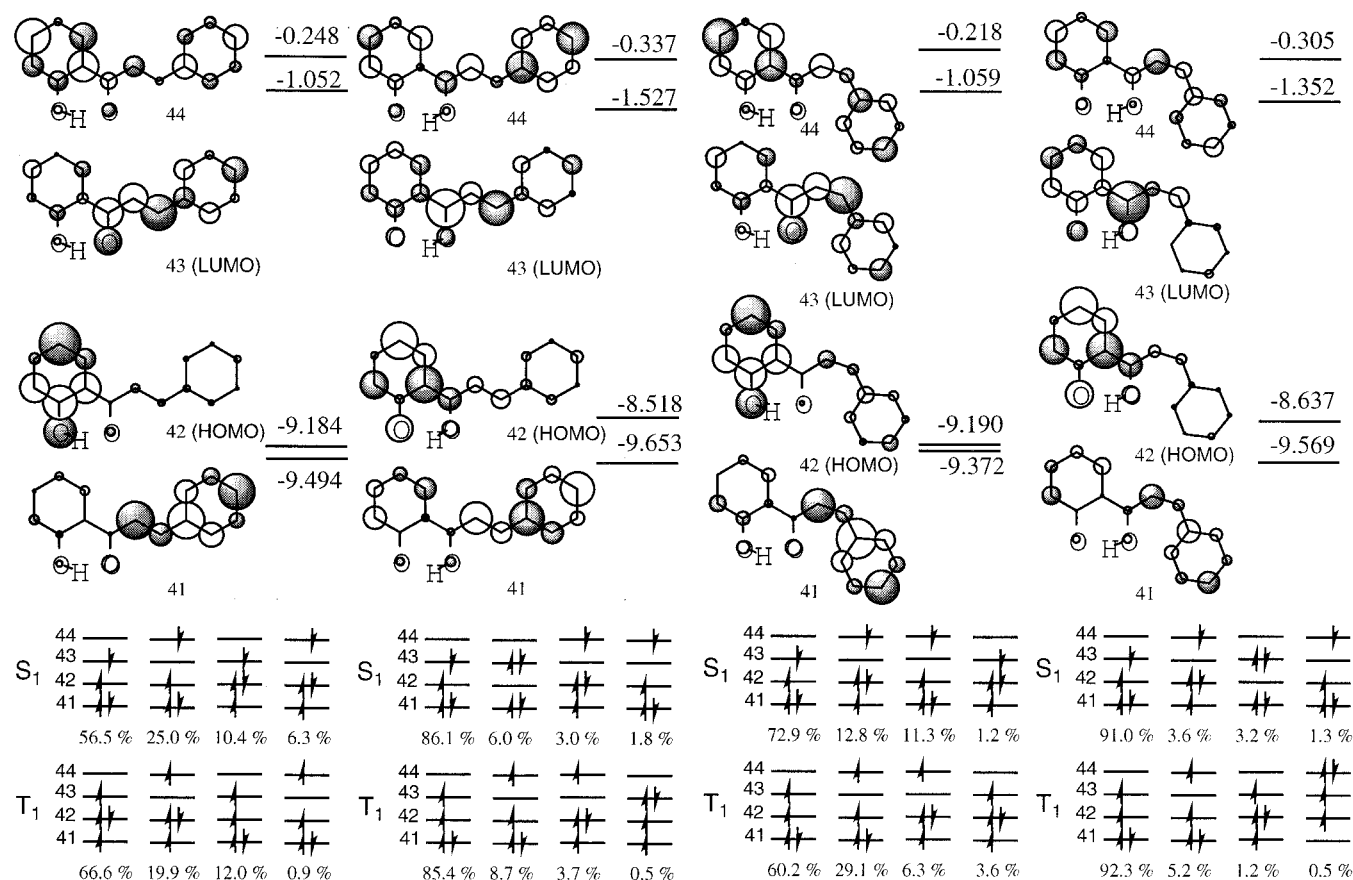 -0.248
-1.052
H
44
-0.337
-1.527
H
44
-0.218
-1.059
H
44
-0.305
-1.352
H
44
H
43 (LUMO)
H
43 (LUMO)
H
43 (LUMO)
H
43 (LUMO)
H
42 (HOMO)
-9.184
-9.494
H
42 (HOMO)
-8.518
-9.653
H
42 (HOMO)
-9.190
-9.372
H
42 (HOMO)
-8.637
-9.569
H
41
H
41
H
41
H
41
S1
44
43
42
41
56.5 % 25.0 % 10.4 % 6.3 %
S1
44
43
42
41
86.1 % 6.0 % 3.0 % 1.8 %
S1
44
43
42
41
72.9 % 12.8 % 11.3 % 1.2 %
S1
44
43
42
41
91.0 % 3.6 % 3.2 % 1.3 %
T1
44
43
42
41
66.6 % 19.9 % 12.0 % 0.9 %
T1
44
43
42
41
85.4 % 8.7 % 3.7 % 0.5 %
T1
44
43
42
41
60.2 % 29.1 % 6.3 % 3.6 %
T1
44
43
42
41
92.3 % 5.2 % 1.2 % 0.5 %